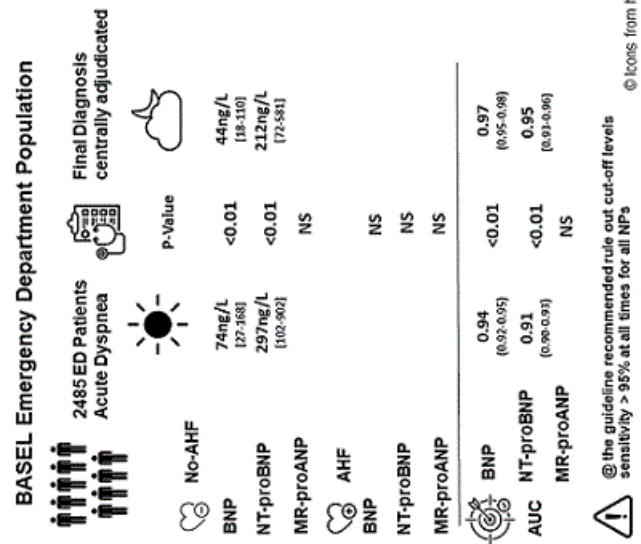 BASEL Emergency Department Population
2485 ED Patients
Acute Dyspnea
Final Diagnosis
centrally adjudicated
No-AHF
P-Value
BNP 74ng/L <0.01 44ng/L
[27-168] [18-110]
NT-proBNP 297ng/L <0.01 212ng/L
[102-902] [72-581]
MR-proANP NS
AHF
BNP NS
NT-proBNP NS
MR-proANP NS
BNP 0.94 <0.01 0.97
(0.92-0.95) (0.95-0.98)
AUC NT-proBNP 0.91 <0.01 0.95
(0.90-0.93) [0.93-0.96]
MR-proANP NS
@ the guideline recommended rule out cut-off levels
sensitivity > 95% at all times for all NPs
© Icons from